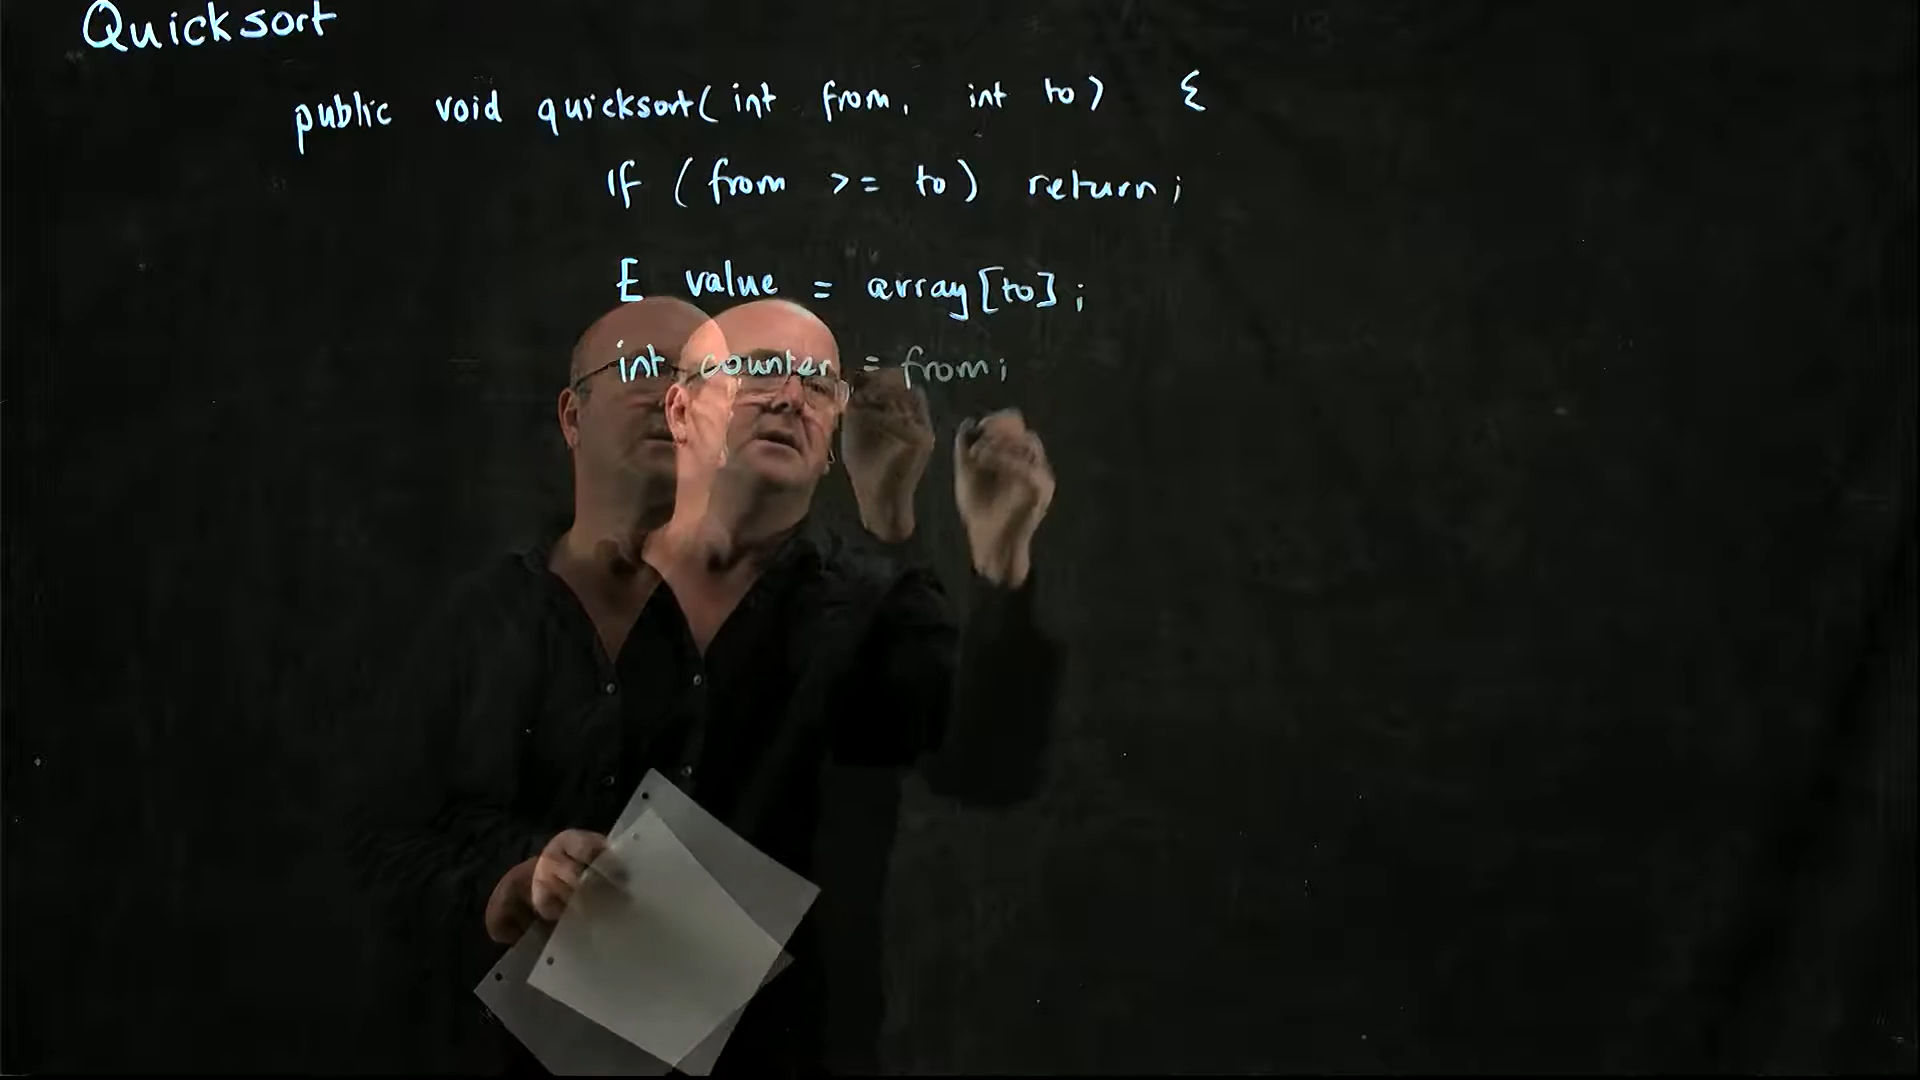 Quicksort
public void quicksort(int from, int to) {
If (from >= to) return;
E value = array[to];
int counter = from;